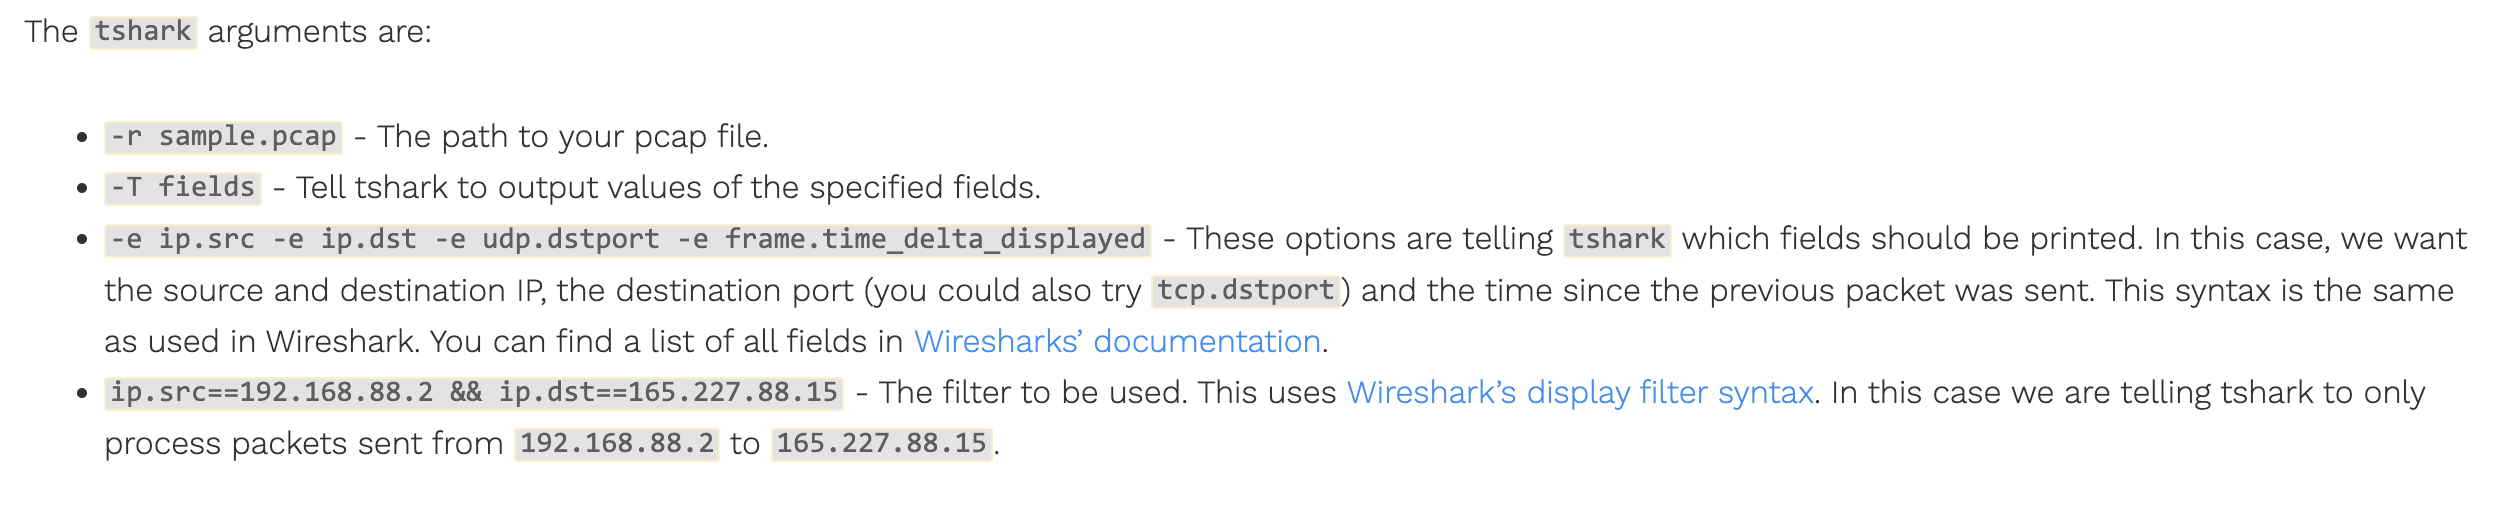 The tshark arguments are:
-r sample.pcap - The path to your pcap file.
-T fields - Tell tshark to output values of the specified fields.
-e ip.src -e ip.dst -e udp.dstport -e frame.time_delta_displayed - These options are telling tshark which fields should be printed. In this case, we want
the source and destination IP, the destination port (you could also try tcp.dstport) and the time since the previous packet was sent. This syntax is the same
as used in Wireshark. You can find a list of all fields in Wiresharks’ documentation.
ip.src==192.168.88.2 && ip.dst==165.227.88.15 - The filter to be used. This uses Wireshark’s display filter syntax. In this case we are telling tshark to only
process packets sent from 192.168.88.2 to 165.227.88.15.